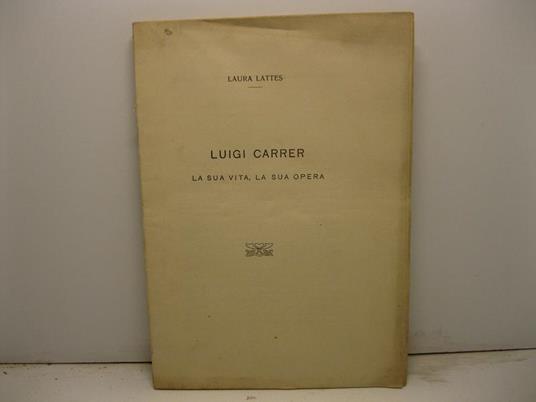 LAURA LATTES
LUIGI CARRER
LA SUA VITA, LA SUA OPERA